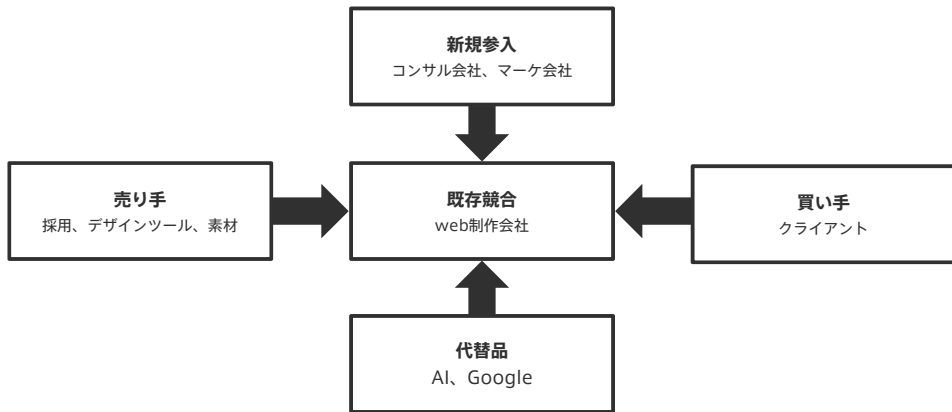 新規参入
コンサル会社、マーケ会社
売り手
採用、デザインツール、素材
既存競合
web制作会社
買い手
クライアント
代替品
AI、Google